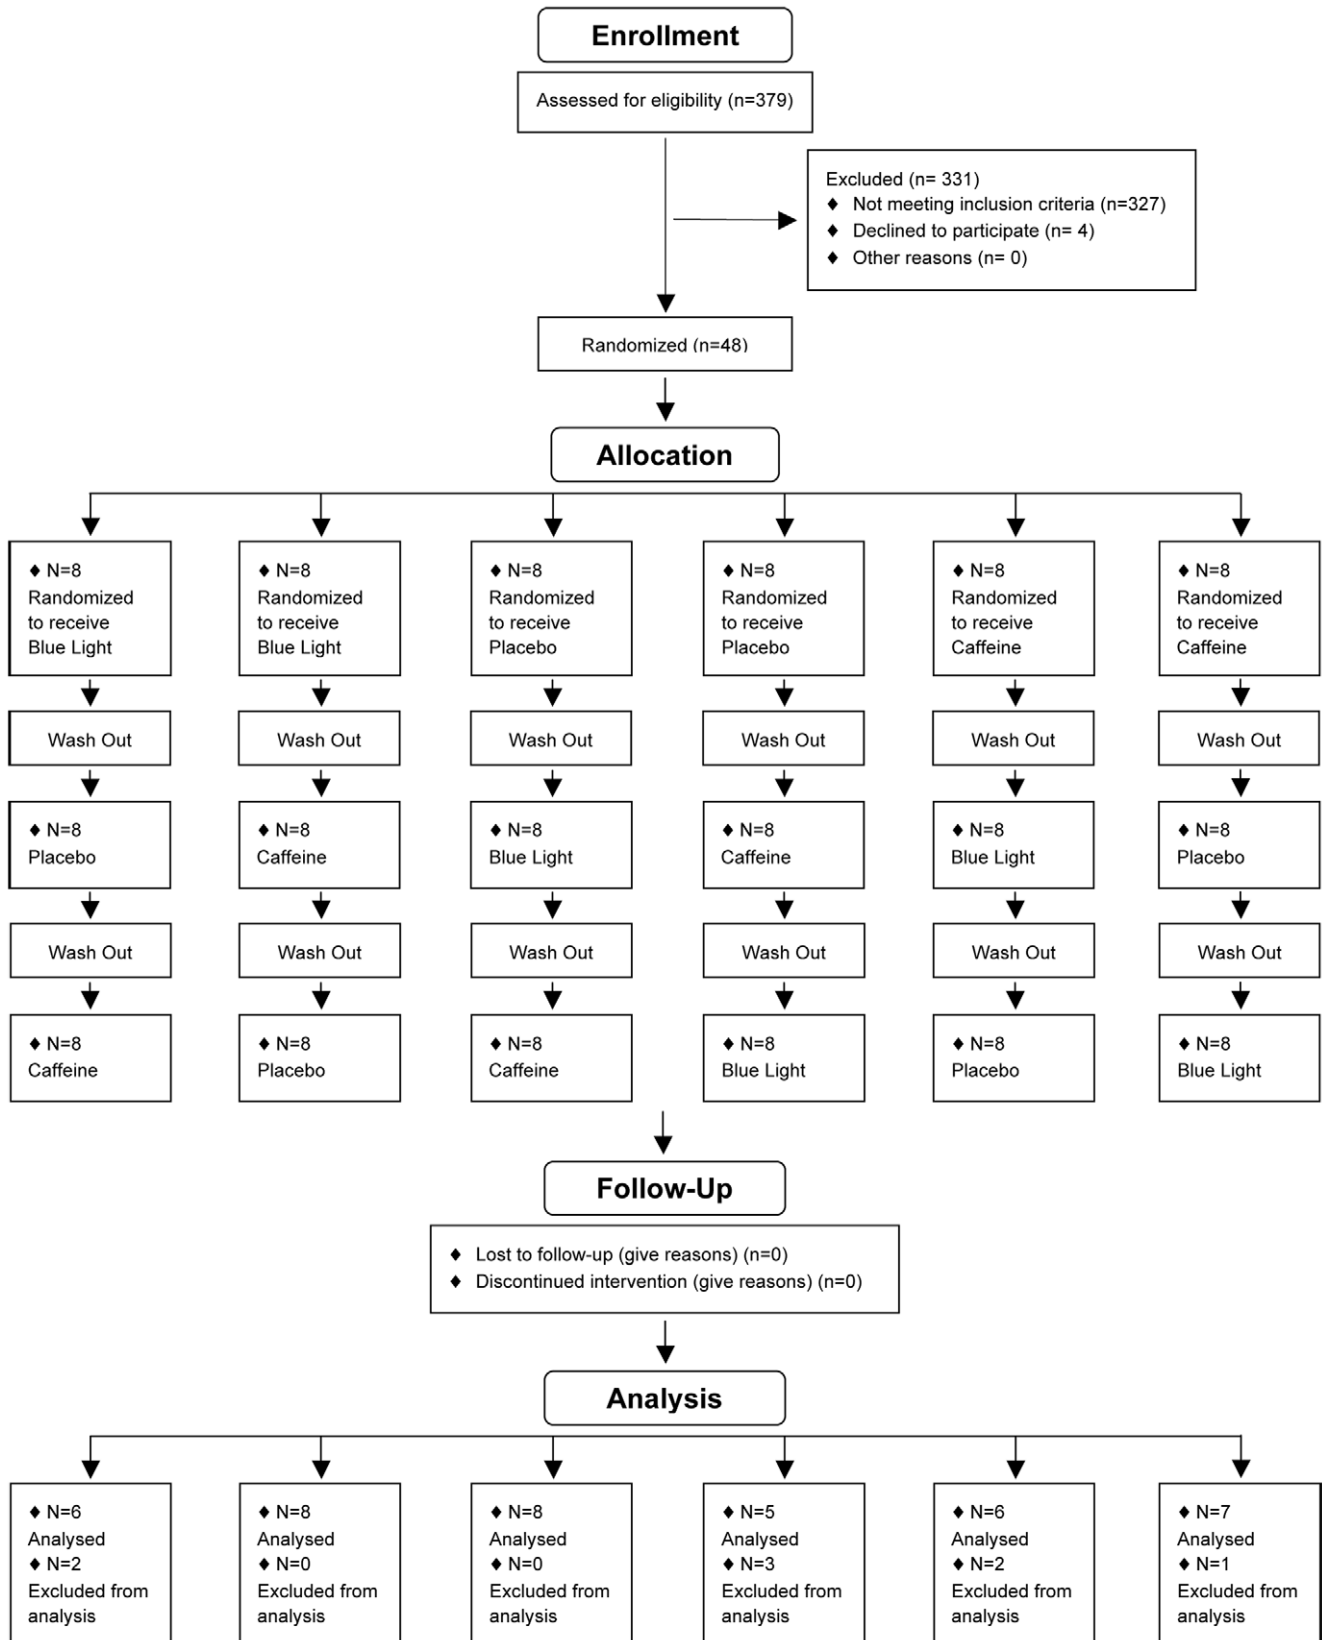 Enrollment
Assessed for eligibility (n=379)
Excluded (n= 331)
♦ Not meeting inclusion criteria (n=327)
♦ Declined to participate (n= 4)
♦ Other reasons (n= 0)
Randomized (n=48)
Allocation
♦ N=8
Randomized
to receive
Blue Light
♦ N=8
Randomized
to receive
Blue Light
♦ N=8
Randomized
to receive
Placebo
♦ N=8
Randomized
to receive
Placebo
♦ N=8
Randomized
to receive
Caffeine
♦ N=8
Randomized
to receive
Caffeine
Wash Out
Wash Out
Wash Out
Wash Out
Wash Out
Wash Out
♦ N=8
Placebo
♦ N=8
Caffeine
♦ N=8
Blue Light
♦ N=8
Caffeine
♦ N=8
Blue Light
♦ N=8
Placebo
Wash Out
Wash Out
Wash Out
Wash Out
Wash Out
Wash Out
♦ N=8
Caffeine
♦ N=8
Placebo
♦ N=8
Caffeine
♦ N=8
Blue Light
♦ N=8
Placebo
♦ N=8
Blue Light
Follow-Up
♦ Lost to follow-up (give reasons) (n=0)
♦ Discontinued intervention (give reasons) (n=0)
Analysis
♦ N=6
Analysed
♦ N=2
Excluded from
analysis
♦ N=8
Analysed
♦ N=0
Excluded from
analysis
♦ N=8
Analysed
♦ N=0
Excluded from
analysis
♦ N=5
Analysed
♦ N=3
Excluded from
analysis
♦ N=6
Analysed
♦ N=2
Excluded from
analysis
♦ N=7
Analysed
♦ N=1
Excluded from
analysis